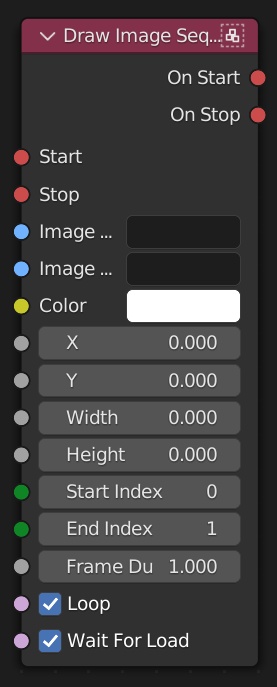 Draw Image Seq...
On Start
On Stop
Start
Stop
Image ...
Image ...
Color
X 0.000
Y 0.000
Width 0.000
Height 0.000
Start Index 0
End Index 1
Frame Du 1.000
Loop
Wait For Load